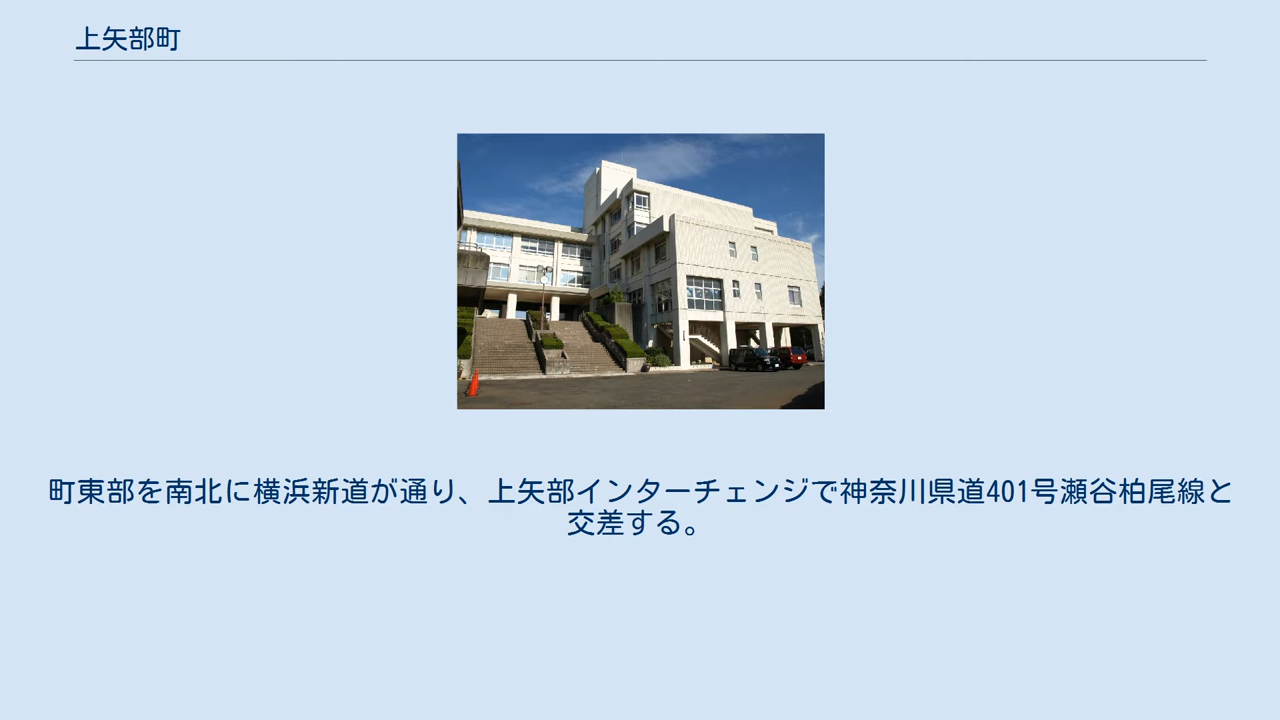 上矢部町
町東部を南北に横浜新道が通り、上矢部インターチェンジで神奈川県道401号瀬谷柏尾線と
交差する。